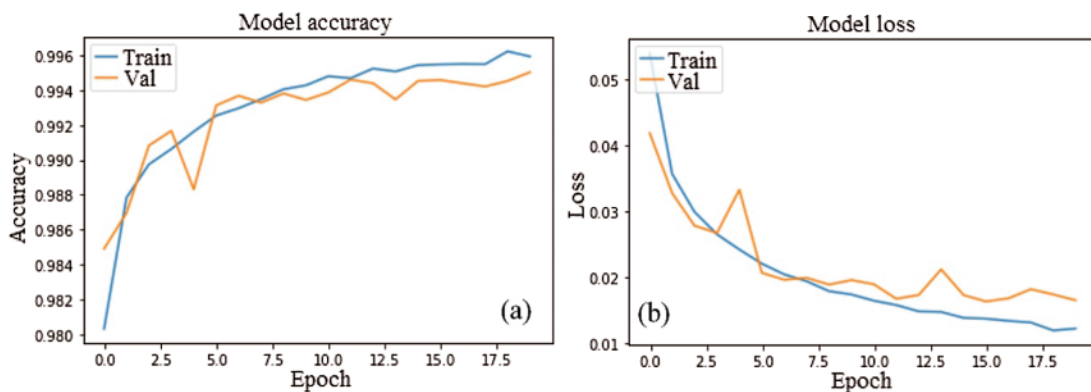 Model accuracy
Train
Val
0.996
0.994
0.992
0.990
0.988
0.986
0.984
0.982
0.980
Accuracy
0.0 2.5 5.0 7.5 10.0 12.5 15.0 17.5
Epoch
(a)
Model loss
Train
Val
0.05
0.04
0.03
0.02
0.01
Loss
0.0 2.5 5.0 7.5 10.0 12.5 15.0 17.5
Epoch
(b)